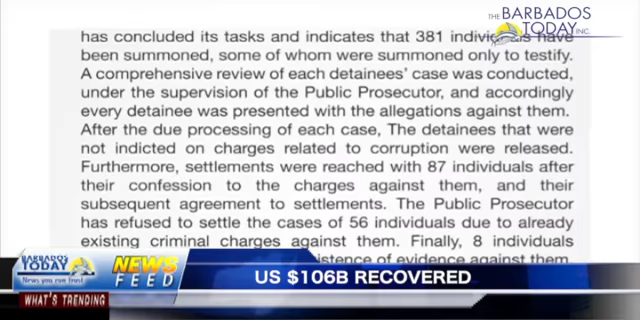 THE BARBADOS
TODAY INC.
has concluded its tasks and indicates that 381 individuals have
been summoned, some of whom were summoned only to testify.
A comprehensive review of each detainees' case was conducted,
under the supervision of the Public Prosecutor, and accordingly
every detainee was presented with the allegations against them.
After the due processing of each case, The detainees that were
not indicted on charges related to corruption were released.
Furthermore, settlements were reached with 87 individuals after
their confession to the charges against them, and their
subsequent agreement to settlements. The Public Prosecutor
has refused to settle the cases of 56 individuals due to already
existing criminal charges against them. Finally, 8 individuals
istence of evidence against them.
BARBADOS
TODAY
News you can trust
NEWS
FEED
US $106B RECOVERED
WHAT'S TRENDING